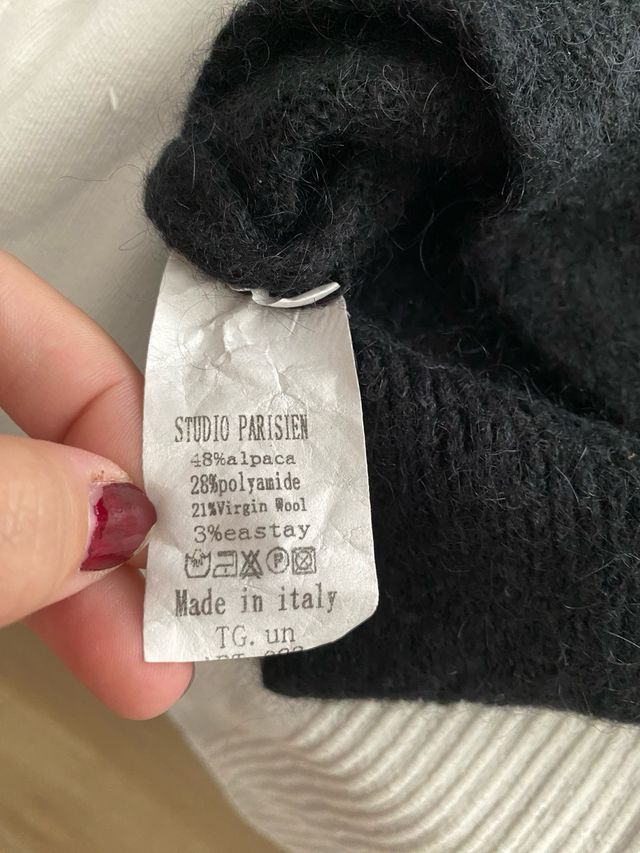 STUDIO PARISIEN
48%alpaca
28%polyamide
21%Virgin Wool
3%eastay
P
Made in italy
TG. un